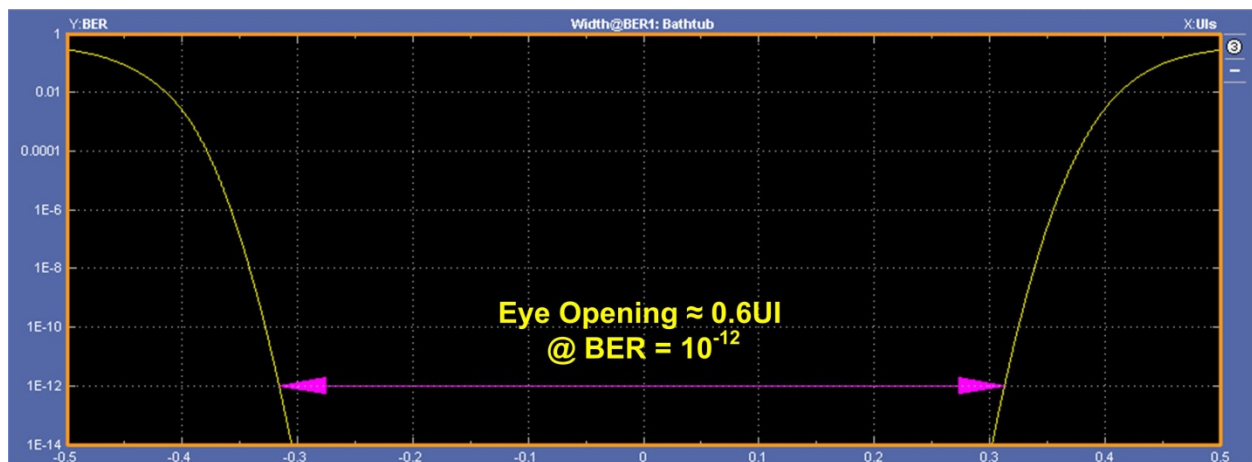 Y:BER Width@BER1: Bathtub X:UIs
1
3
0.01
0.0001
1E-6
1E-8
Eye Opening ≈ 0.6UI
1E-10
@ BER = 10⁻¹²
1E-12
1E-14
-0.5 -0.4 -0.3 -0.2 -0.1 0 0.1 0.2 0.3 0.4 0.5